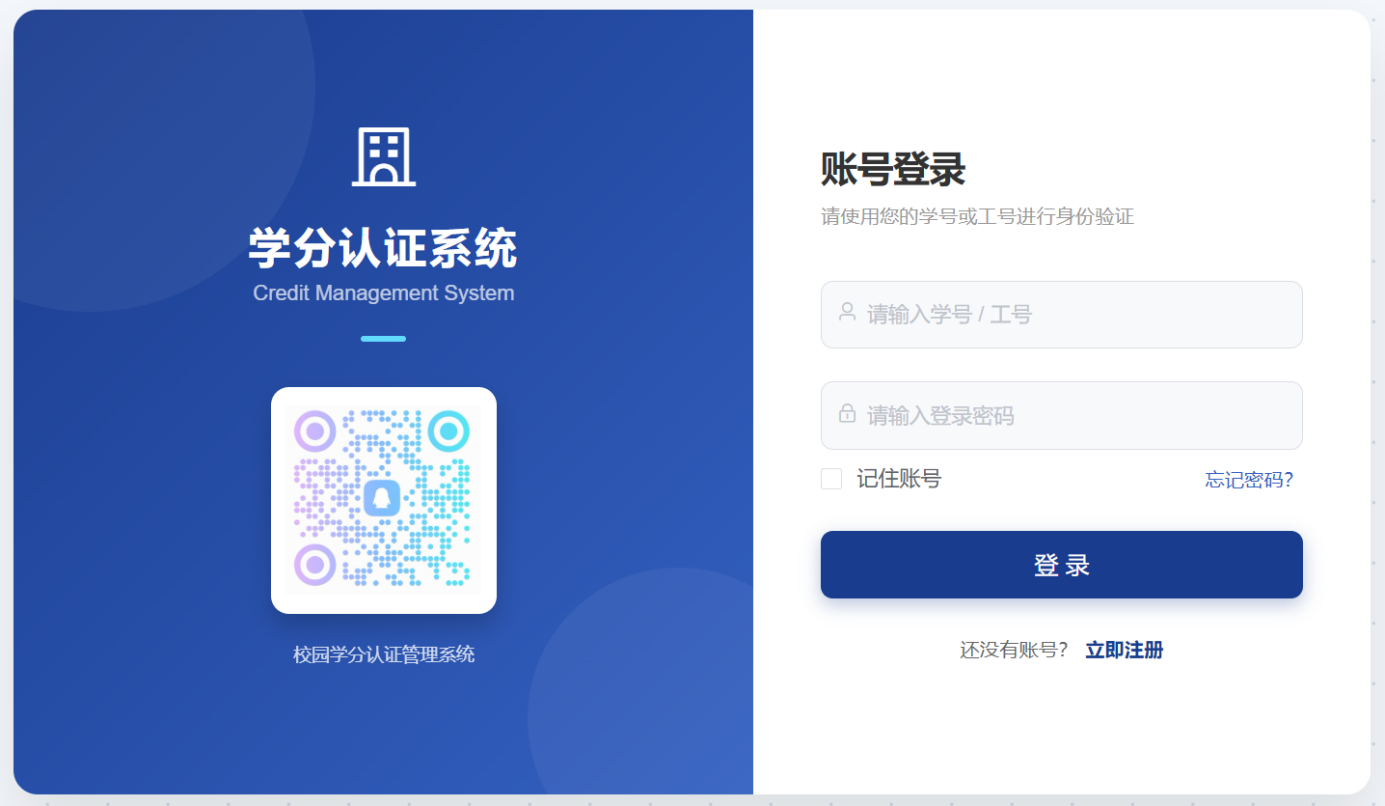 学分认证系统
Credit Management System
校园学分认证管理系统
账号登录
请使用您的学号或工号进行身份验证
请输入学号 / 工号
请输入登录密码
记住账号
忘记密码?
登 录
还没有账号? 立即注册